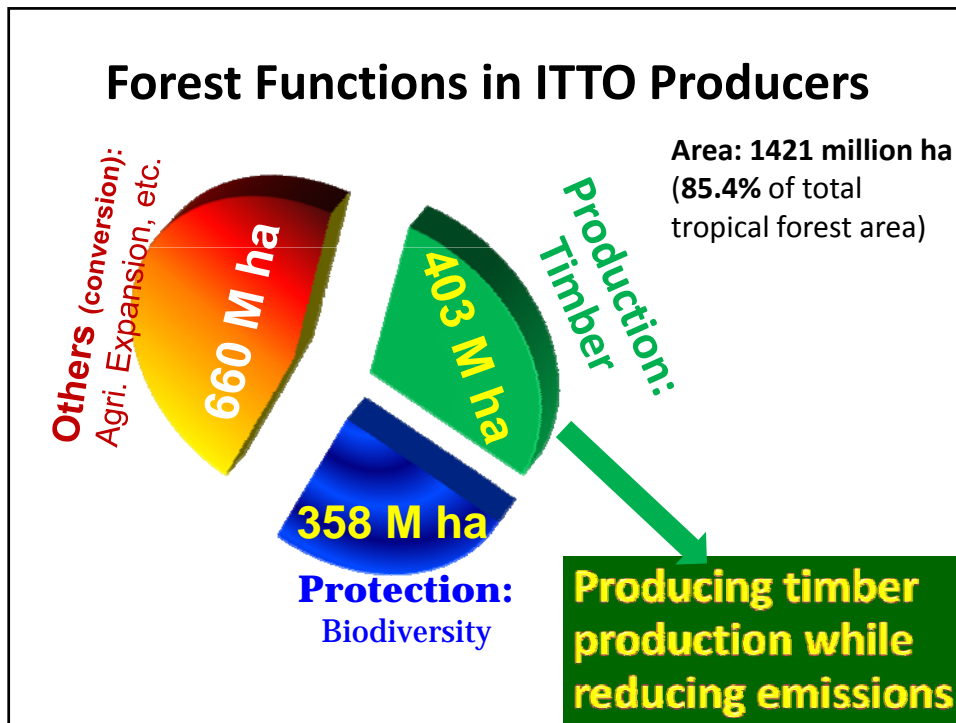 Forest Functions in ITTO Producers
Area: 1421 million ha
(85.4% of total
tropical forest area)
Others (conversion):
Agri. Expansion, etc.
660 M ha
403 M ha
Production:
Timber
358 M ha
Protection:
Biodiversity
Producing timber
production while
reducing emissions